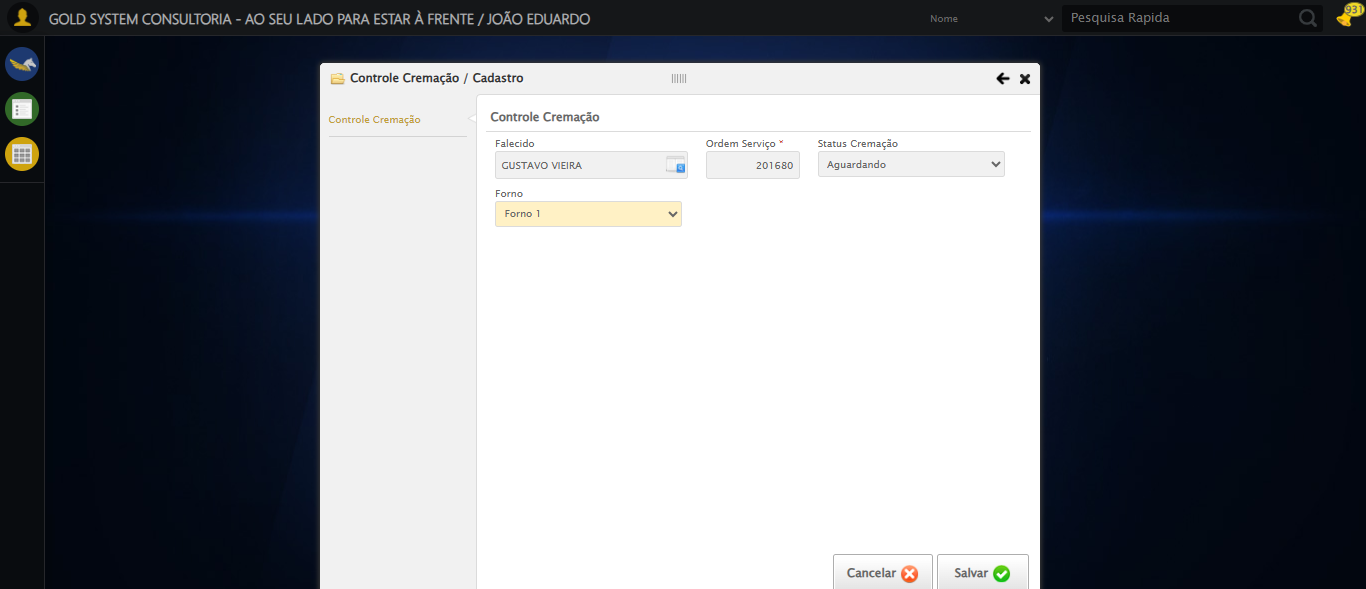 GOLD SYSTEM CONSULTORIA - AO SEU LADO PARA ESTAR À FRENTE / JOÃO EDUARDO
Nome
Pesquisa Rapida
931
Controle Cremação / Cadastro
Controle Cremação
Controle Cremação
Falecido
Ordem Serviço *
Status Cremação
GUSTAVO VIEIRA
201680
Aguardando
Forno
Forno 1
Cancelar
Salvar